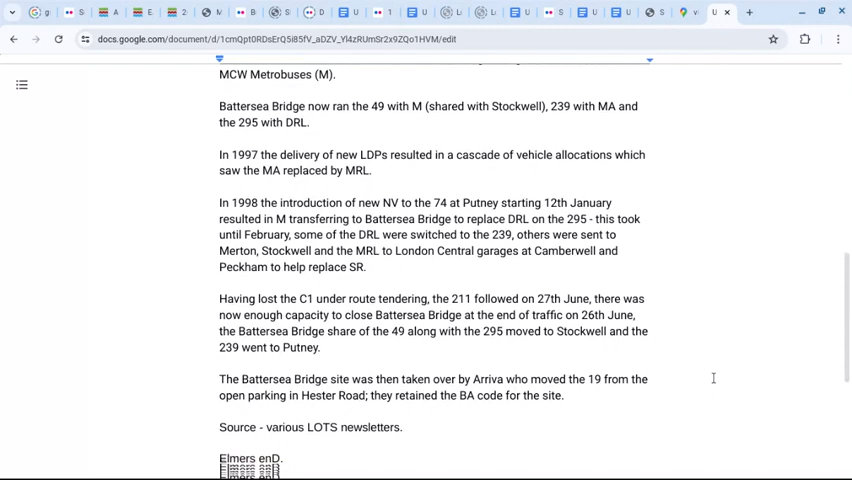 docs.google.com/document/d/1cmQpt0RDsErQ5i85fV_aDZV_Yl4zRUmSr2x9ZQo1HVM/edit
MCW Metrobuses (M).
Battersea Bridge now ran the 49 with M (shared with Stockwell), 239 with MA and
the 295 with DRL.
In 1997 the delivery of new LDPs resulted in a cascade of vehicle allocations which
saw the MA replaced by MRL.
In 1998 the introduction of new NV to the 74 at Putney starting 12th January
resulted in M transferring to Battersea Bridge to replace DRL on the 295 - this took
until February, some of the DRL were switched to the 239, others were sent to
Merton, Stockwell and the MRL to London Central garages at Camberwell and
Peckham to help replace SR.
Having lost the C1 under route tendering, the 211 followed on 27th June, there was
now enough capacity to close Battersea Bridge at the end of traffic on 26th June,
the Battersea Bridge share of the 49 along with the 295 moved to Stockwell and the
239 went to Putney.
The Battersea Bridge site was then taken over by Arriva who moved the 19 from the
open parking in Hester Road; they retained the BA code for the site.
Source - various LOTS newsletters.
Elmers enD.